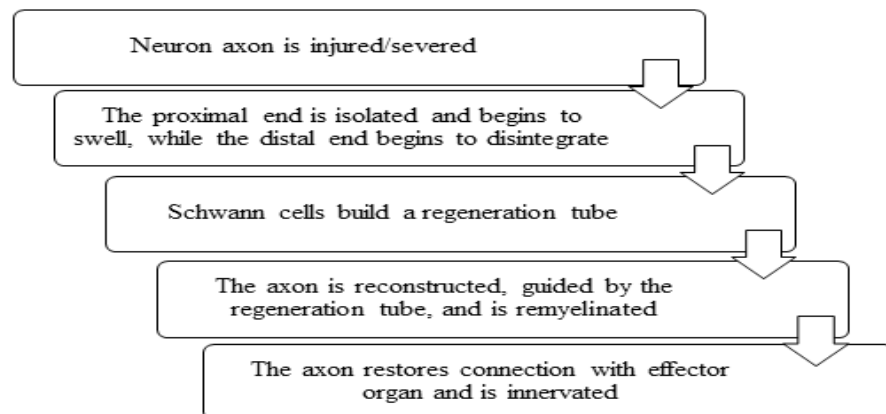 Neuron axon is injured/severed
The proximal end is isolated and begins to
swell, while the distal end begins to disintegrate
Schwann cells build a regeneration tube
The axon is reconstructed, guided by the
regeneration tube, and is remyelinated
The axon restores connection with effector
organ and is innervated